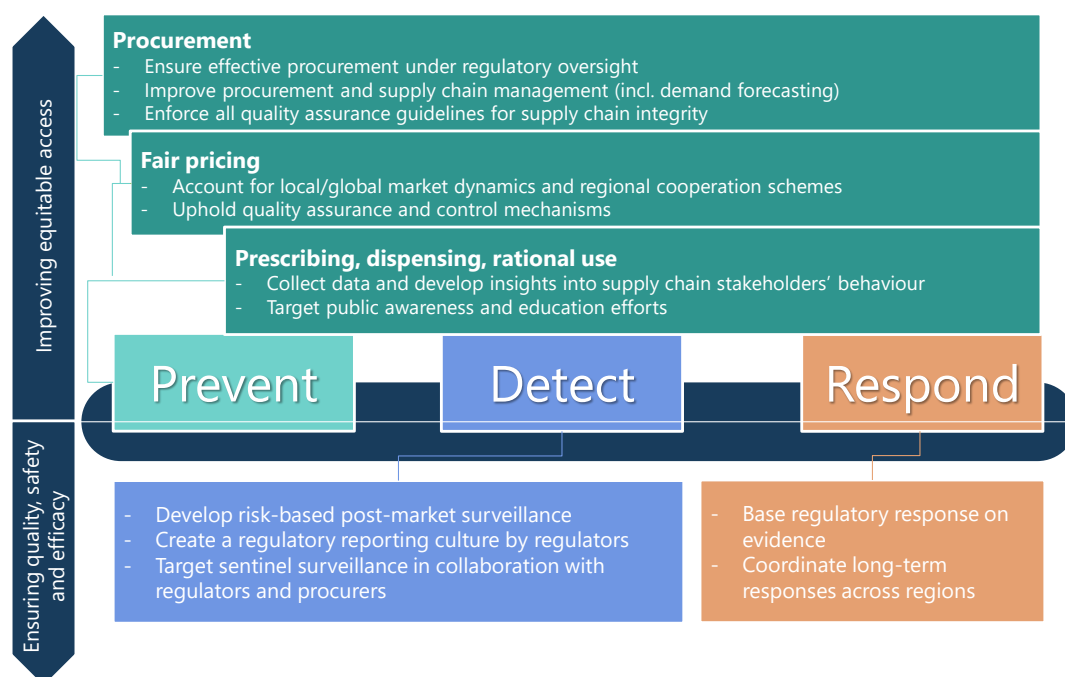 Improving equitable access
Procurement
- Ensure effective procurement under regulatory oversight
- Improve procurement and supply chain management (incl. demand forecasting)
- Enforce all quality assurance guidelines for supply chain integrity
Fair pricing
- Account for local/global market dynamics and regional cooperation schemes
- Uphold quality assurance and control mechanisms
Prescribing, dispensing, rational use
- Collect data and develop insights into supply chain stakeholders’ behaviour
- Target public awareness and education efforts
Prevent
Detect
Respond
Ensuring quality, safety
and efficacy
- Develop risk-based post-market surveillance
- Create a regulatory reporting culture by regulators
- Target sentinel surveillance in collaboration with
regulators and procurers
- Base regulatory response on
evidence
- Coordinate long-term
responses across regions